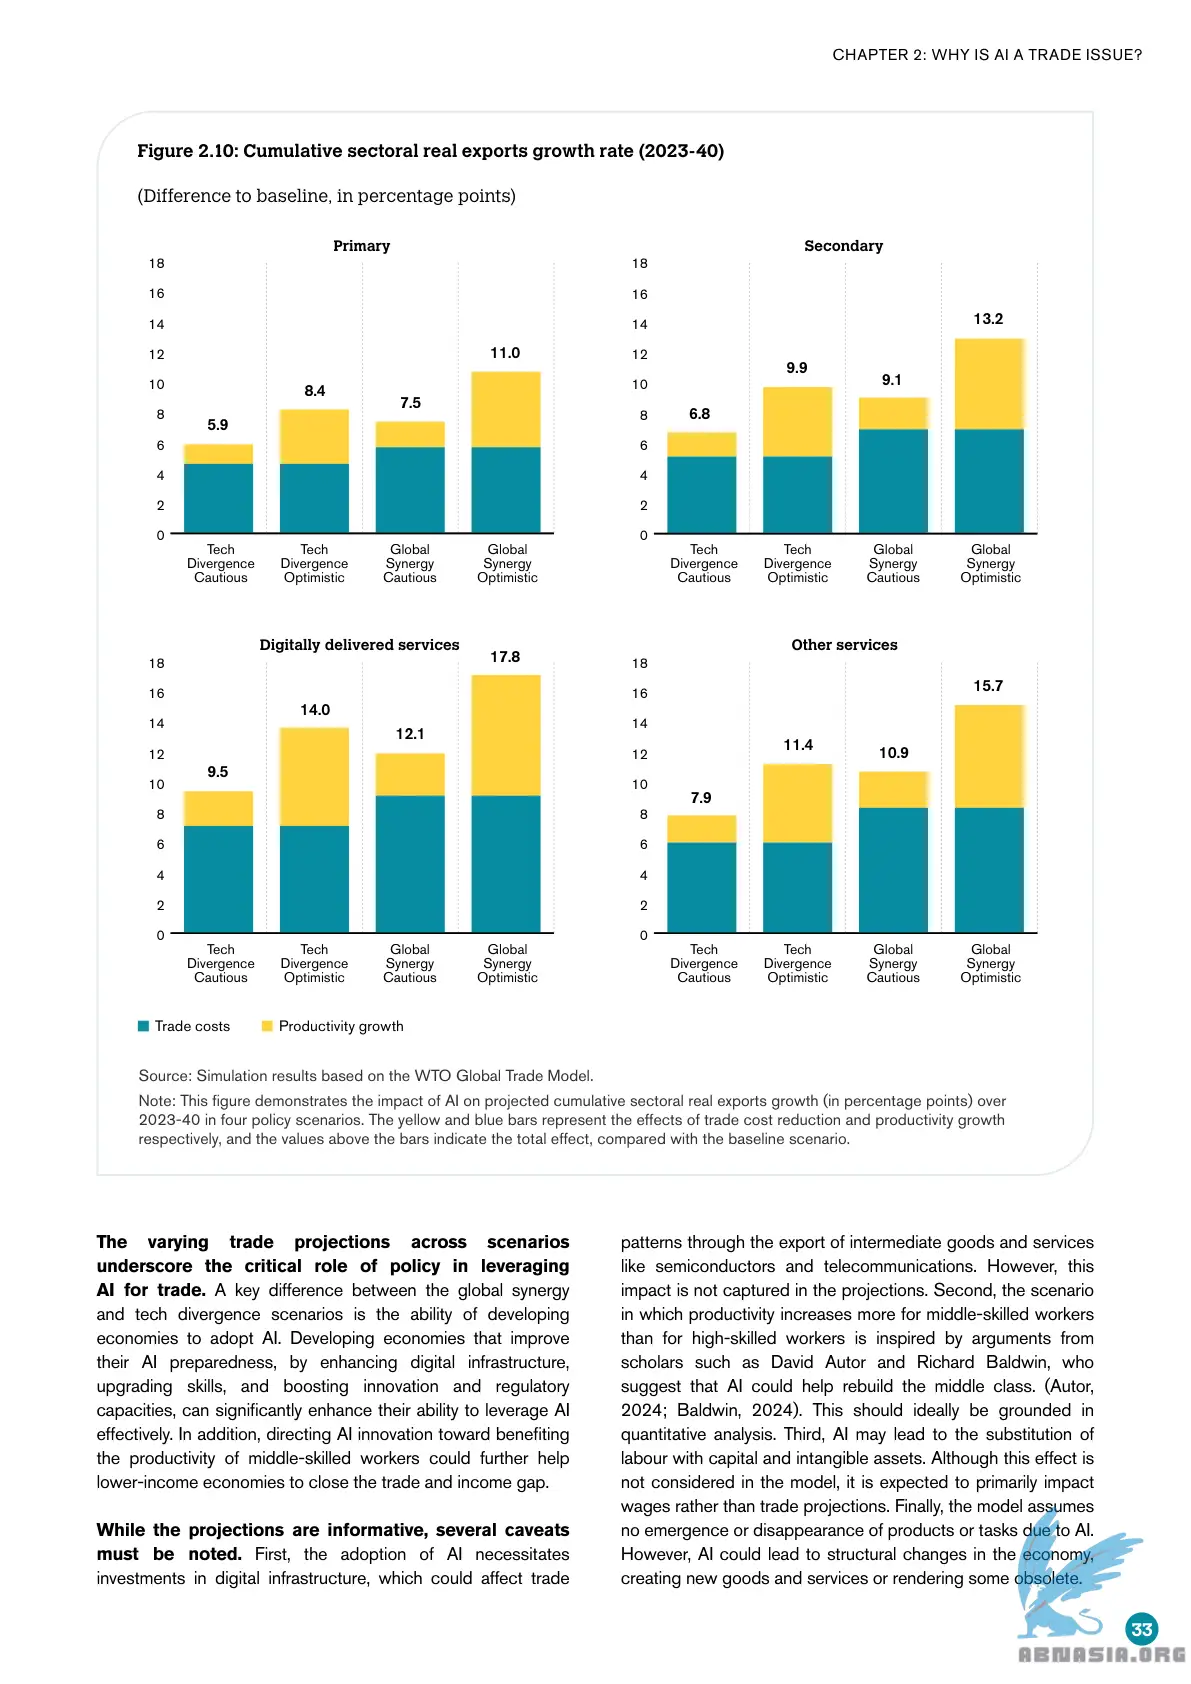 CHAPTER 2: WHY IS AI A TRADE ISSUE?
Figure 2.10: Cumulative sectoral real exports growth rate (2023-40)
(Difference to baseline, in percentage points)
Primary
18
16
14
12
10
8
6
4
2
0
5.9
8.4
7.5
11.0
Tech Divergence Cautious
Tech Divergence Optimistic
Global Synergy Cautious
Global Synergy Optimistic
Secondary
18
16
14
12
10
8
6
4
2
0
6.8
9.9
9.1
13.2
Tech Divergence Cautious
Tech Divergence Optimistic
Global Synergy Cautious
Global Synergy Optimistic
Digitally delivered services
18
16
14
12
10
8
6
4
2
0
9.5
14.0
12.1
17.8
Tech Divergence Cautious
Tech Divergence Optimistic
Global Synergy Cautious
Global Synergy Optimistic
Other services
18
16
14
12
10
8
6
4
2
0
7.9
11.4
10.9
15.7
Tech Divergence Cautious
Tech Divergence Optimistic
Global Synergy Cautious
Global Synergy Optimistic
Trade costs
Productivity growth
Source: Simulation results based on the WTO Global Trade Model.
Note: This figure demonstrates the impact of AI on projected cumulative sectoral real exports growth (in percentage points) over
2023-40 in four policy scenarios. The yellow and blue bars represent the effects of trade cost reduction and productivity growth
respectively, and the values above the bars indicate the total effect, compared with the baseline scenario.
The varying trade projections across scenarios
underscore the critical role of policy in leveraging
AI for trade. A key difference between the global synergy
and tech divergence scenarios is the ability of developing
economies to adopt AI. Developing economies that improve
their AI preparedness, by enhancing digital infrastructure,
upgrading skills, and boosting innovation and regulatory
capacities, can significantly enhance their ability to leverage AI
effectively. In addition, directing AI innovation toward benefiting
the productivity of middle-skilled workers could further help
lower-income economies to close the trade and income gap.
While the projections are informative, several caveats
must be noted. First, the adoption of AI necessitates
investments in digital infrastructure, which could affect trade
patterns through the export of intermediate goods and services
like semiconductors and telecommunications. However, this
impact is not captured in the projections. Second, the scenario
in which productivity increases more for middle-skilled workers
than for high-skilled workers is inspired by arguments from
scholars such as David Autor and Richard Baldwin, who
suggest that AI could help rebuild the middle class. (Autor,
2024; Baldwin, 2024). This should ideally be grounded in
quantitative analysis. Third, AI may lead to the substitution of
labour with capital and intangible assets. Although this effect is
not considered in the model, it is expected to primarily impact
wages rather than trade projections. Finally, the model assumes
no emergence or disappearance of products or tasks due to AI.
However, AI could lead to structural changes in the economy,
creating new goods and services or rendering some obsolete.
33
ABNASIA.ORG